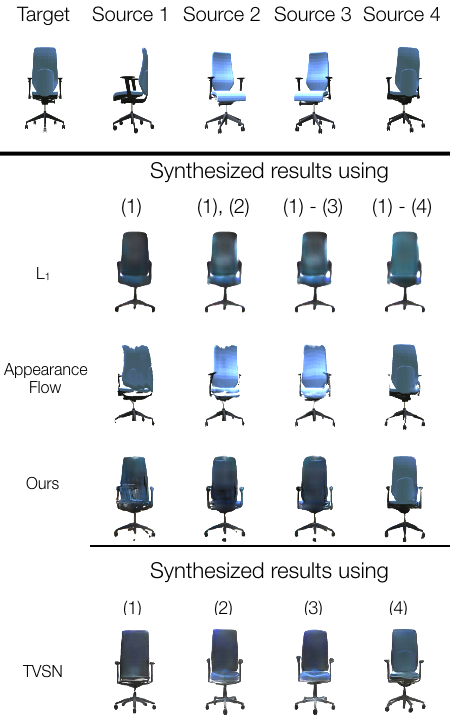 Target Source 1 Source 2 Source 3 Source 4
Synthesized results using
(1) (1), (2) (1) - (3) (1) - (4)
L₁
Appearance
Flow
Ours
Synthesized results using
(1) (2) (3) (4)
TVSN